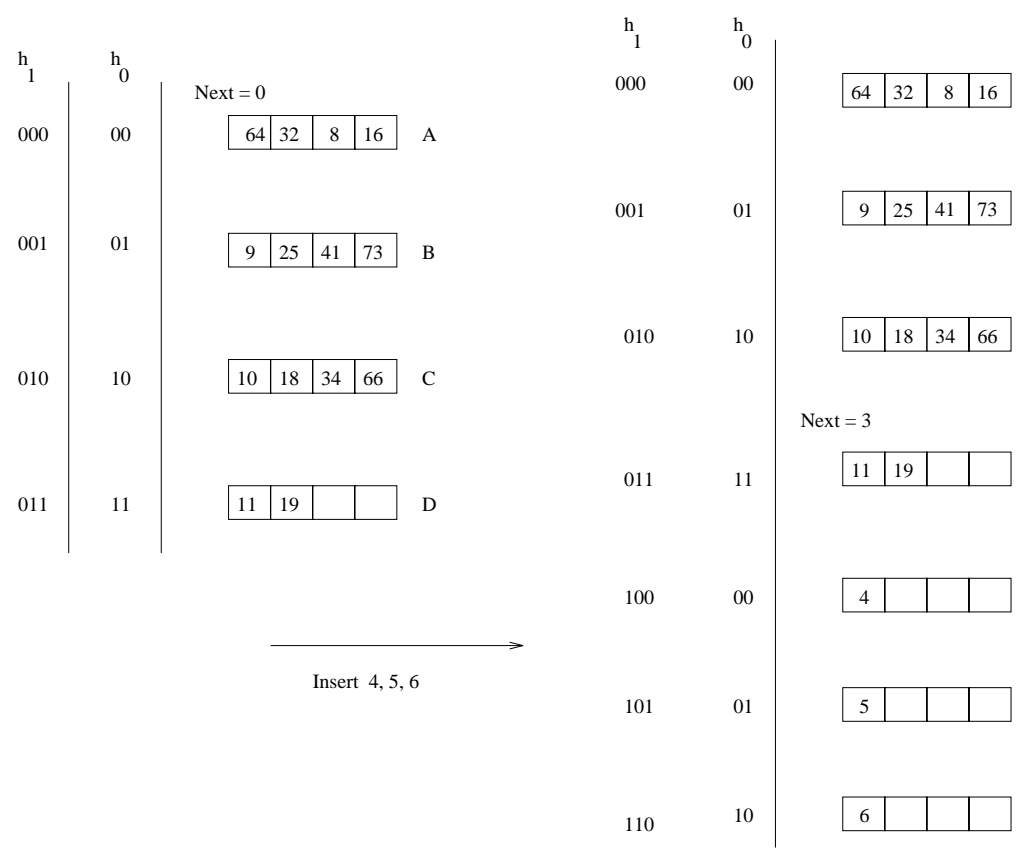 h1 h0
Next = 0
000 00 64 32 8 16 A
001 01 9 25 41 73 B
010 10 10 18 34 66 C
011 11 11 19 D
Insert 4, 5, 6
h1 h0
000 00 64 32 8 16
001 01 9 25 41 73
010 10 10 18 34 66
Next = 3
011 11 11 19
100 00 4
101 01 5
110 10 6